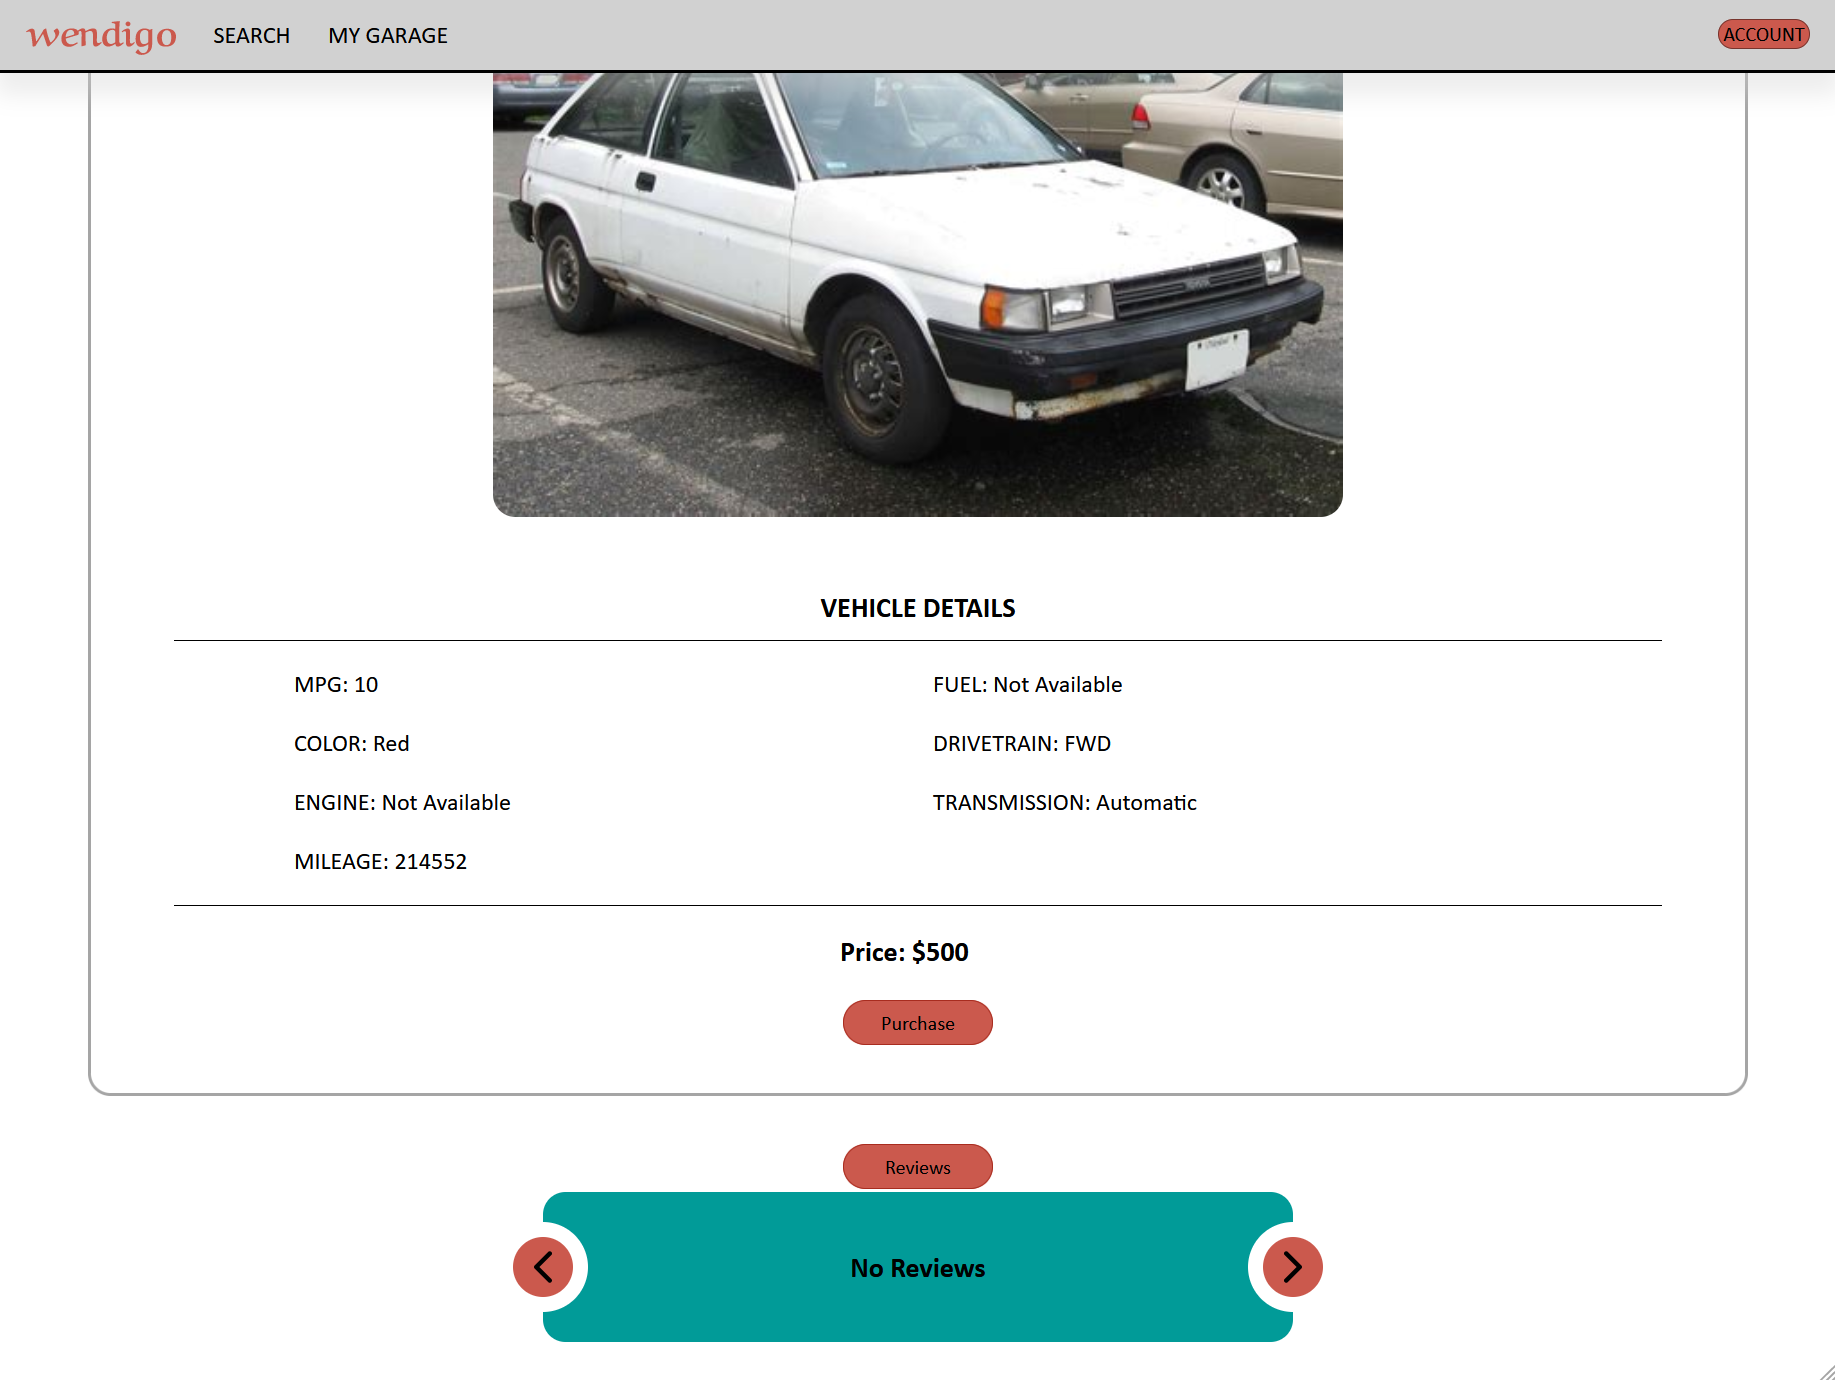 wendigo SEARCH MY GARAGE ACCOUNT
VEHICLE DETAILS
MPG: 10 FUEL: Not Available
COLOR: Red DRIVETRAIN: FWD
ENGINE: Not Available TRANSMISSION: Automatic
MILEAGE: 214552
Price: $500
Purchase
Reviews
No Reviews